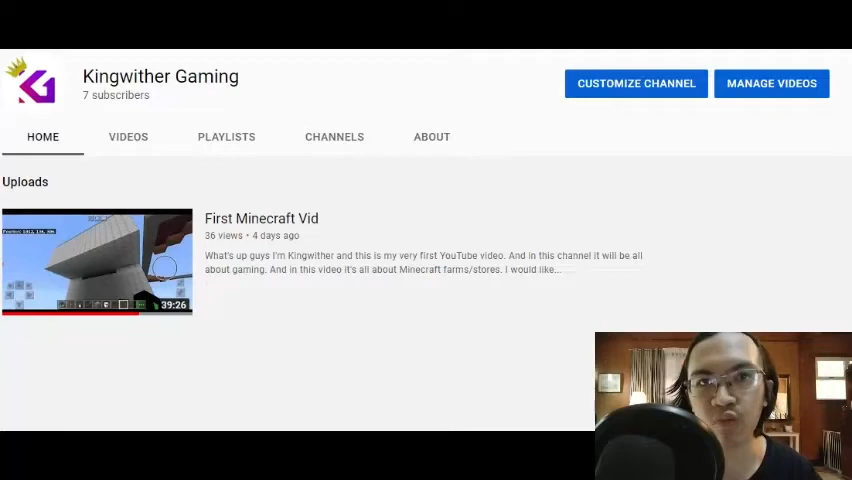 Kingwither Gaming
7 subscribers
CUSTOMIZE CHANNEL
MANAGE VIDEOS
HOME
VIDEOS
PLAYLISTS
CHANNELS
ABOUT
Uploads
First Minecraft Vid
36 views • 4 days ago
What's up guys I'm Kingwither and this is my very first YouTube video. And in this channel it will be all
about gaming. And in this video it's all about Minecraft farms/stores. I would like...
39:26